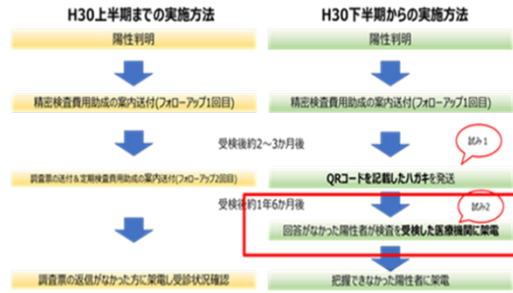 H30上半期までの実施方法
陽性判明
精密検査費用助成の案内送付(フォローアップ1回目)
受検後約2～3か月後
調査票の送付&定期検査費用助成の案内送付(フォローアップ2回目)
受検後約1年6か月後
調査票の返信がなかった方に架電し受診状況確認
H30下半期からの実施方法
陽性判明
精密検査費用助成の案内送付(フォローアップ1回目)
試み1
QRコードを記載したハガキを発送
試み2
回答がなかった陽性者が検査を受検した医療機関に架電
把握できなかった陽性者に架電